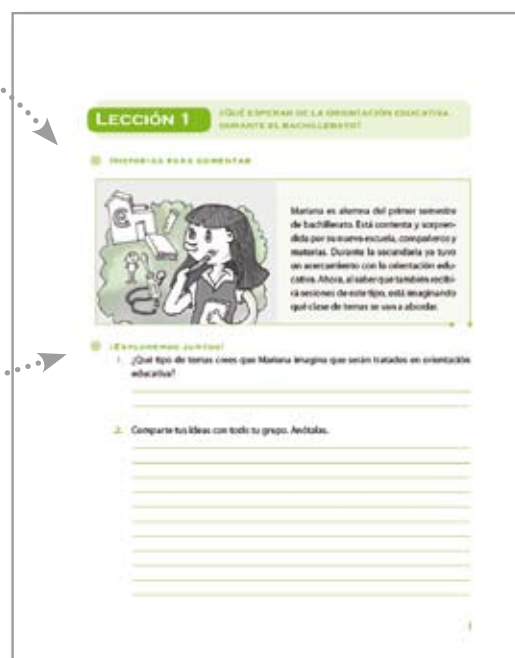 LECCIÓN 1
¿QUÉ ESPERAR DE LA ORIENTACIÓN EDUCATIVA
DURANTE EL BACHILLERATO?
HISTORIAS PARA COMENTAR
Mariana es alumna del primer semestre
de bachillerato. Está contenta y sorpren-
dida por su nueva escuela, compañeros y
materias. Durante la secundaria ya tuvo
un acercamiento con la orientación edu-
cativa. Ahora, al saber que también recibi-
rá sesiones de este tipo, está imaginando
qué clase de temas se van a abordar.
¡EXPLOREMOS JUNTOS!
1. ¿Qué tipo de temas crees que Mariana imagina que serán tratados en orientación
educativa?
2. Comparte tus ideas con todo tu grupo. Anótalas.